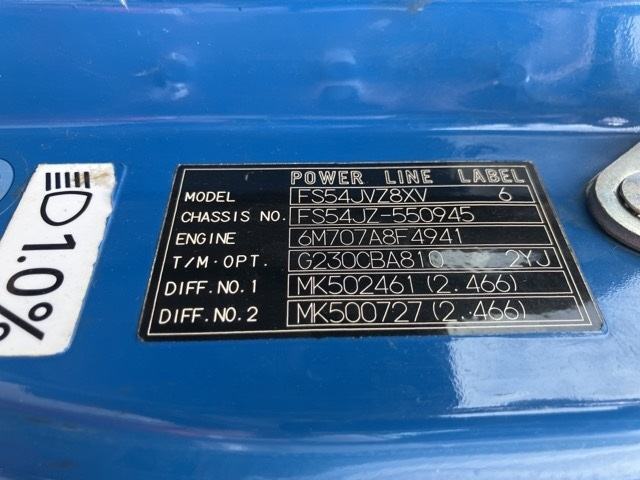 POWER LINE LABEL
MODEL FS54JVZ8XV 6
CHASSIS NO. FS54JZ-550945
ENGINE 6M707A8F4941
T/M·OPT. G230CBA810 2YJ
DIFF.NO.1 MK502461 (2.466)
DIFF.NO.2 MK500727 (2.466)
1.0%